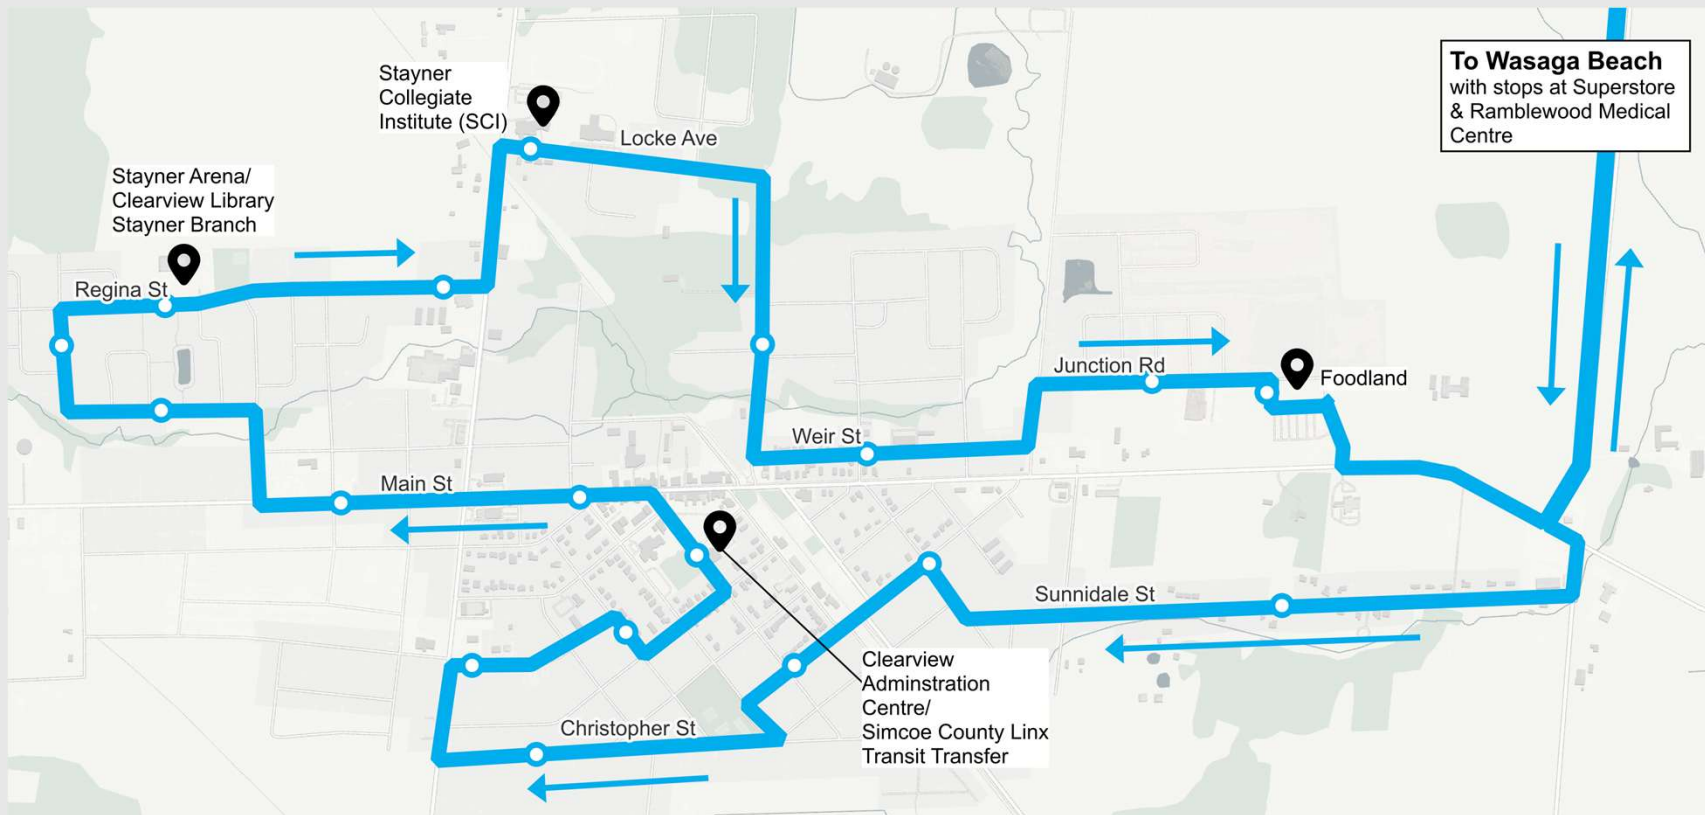 To Wasaga Beach
with stops at Superstore
& Ramblewood Medical
Centre
Stayner
Collegiate
Institute (SCI)
Locke Ave
Stayner Arena/
Clearview Library
Stayner Branch
Regina St
Junction Rd
Foodland
Weir St
Main St
Sunnidale St
Clearview
Adminstration
Centre/
Simcoe County Linx
Transit Transfer
Christopher St